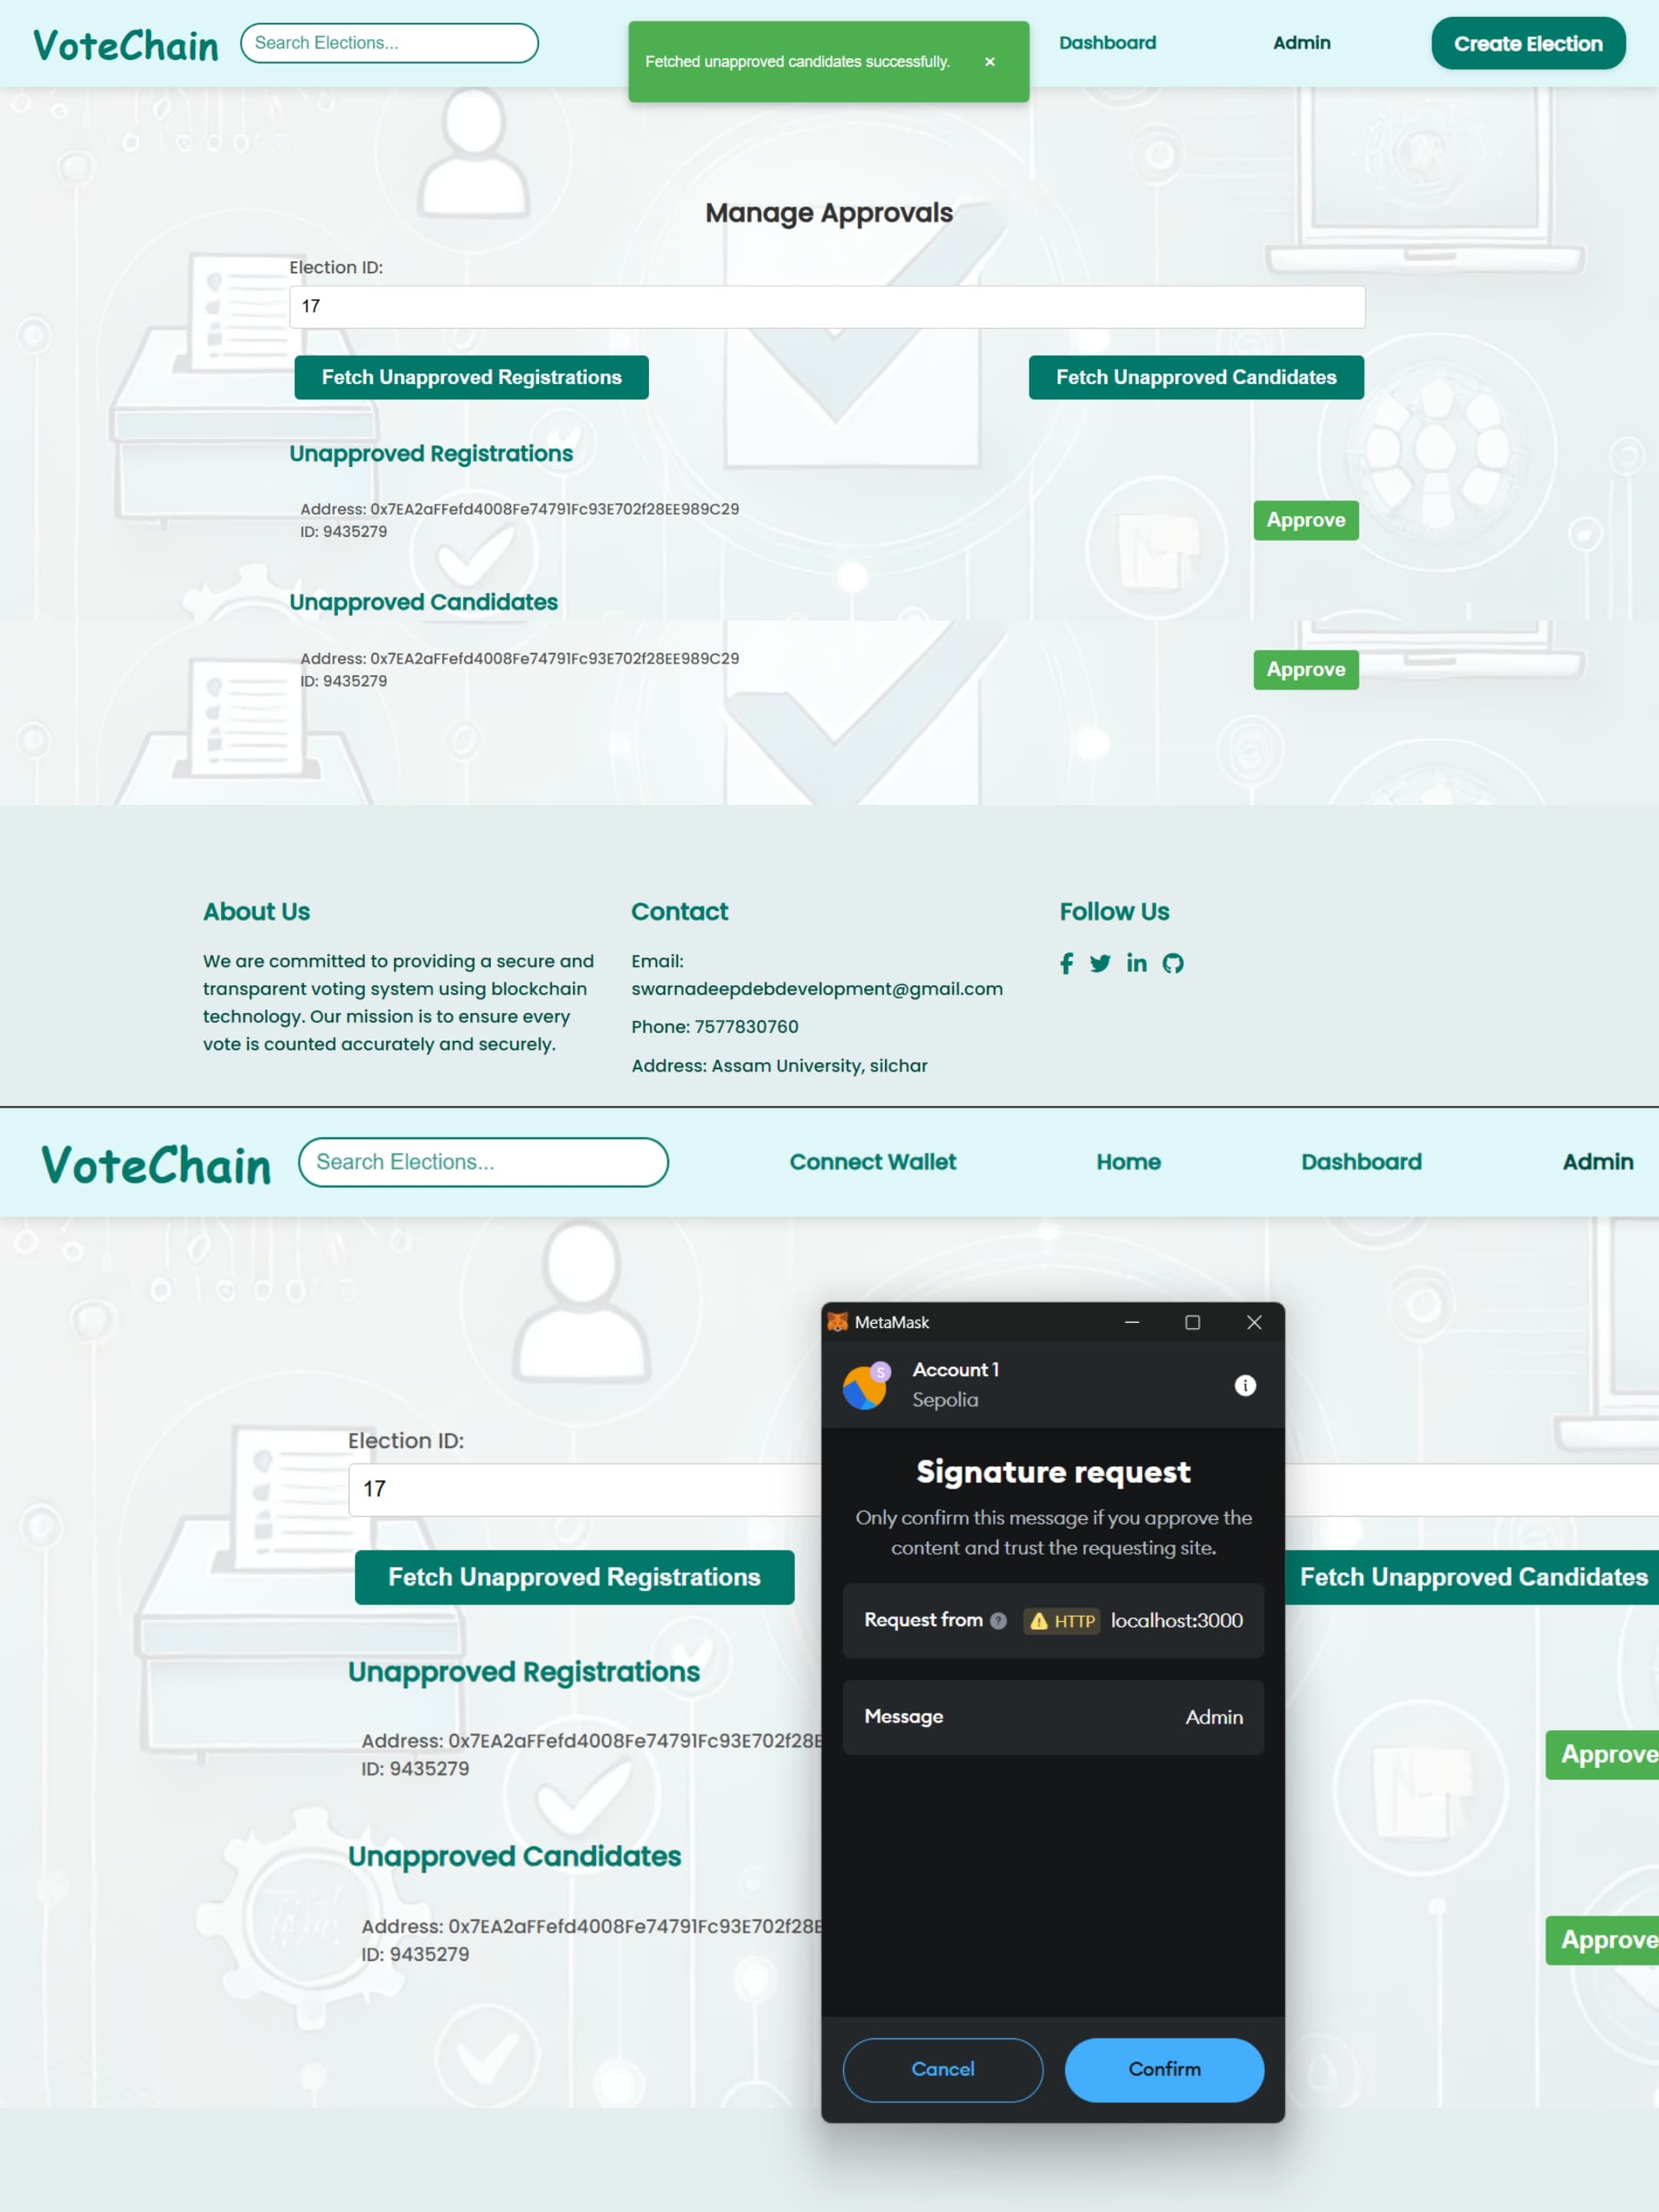 VoteChain
Search Elections...
Fetched unapproved candidates successfully. ×
Dashboard
Admin
Create Election
Manage Approvals
Election ID:
17
Fetch Unapproved Registrations
Fetch Unapproved Candidates
Unapproved Registrations
Address: 0x7EA2aFFefd4008Fe74791Fc93E702f28EE989C29
ID: 9435279
Approve
Unapproved Candidates
Address: 0x7EA2aFFefd4008Fe74791Fc93E702f28EE989C29
ID: 9435279
Approve
About Us
We are committed to providing a secure and
transparent voting system using blockchain
technology. Our mission is to ensure every
vote is counted accurately and securely.
Contact
Email:
swarnadeepdebdevelopment@gmail.com
Phone: 7577830760
Address: Assam University, silchar
Follow Us
VoteChain
Search Elections...
Connect Wallet
Home
Dashboard
Admin
Election ID:
17
Fetch Unapproved Registrations
Fetch Unapproved Candidates
Unapproved Registrations
Address: 0x7EA2aFFefd4008Fe74791Fc93E702f28E
ID: 9435279
Approve
Unapproved Candidates
Address: 0x7EA2aFFefd4008Fe74791Fc93E702f28E
ID: 9435279
Approve
MetaMask
S
Account 1
Sepolia
Signature request
Only confirm this message if you approve the
content and trust the requesting site.
Request from ? HTTP localhost:3000
Message Admin
Cancel
Confirm